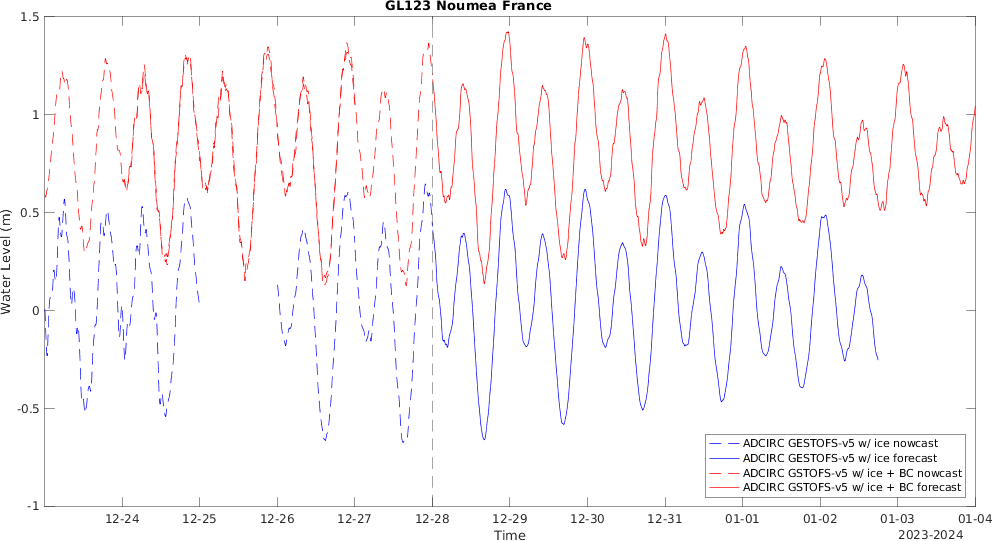 GL123 Noumea France
1.5
1
0.5
0
-0.5
-1
Water Level (m)
12-24 12-25 12-26 12-27 12-28 12-29 12-30 12-31 01-01 01-02 01-03 01-04
Time
2023-2024
ADCIRC GESTOFS-v5 w/ ice nowcast
ADCIRC GESTOFS-v5 w/ ice forecast
ADCIRC GSTOFS-v5 w/ ice + BC nowcast
ADCIRC GSTOFS-v5 w/ ice + BC forecast